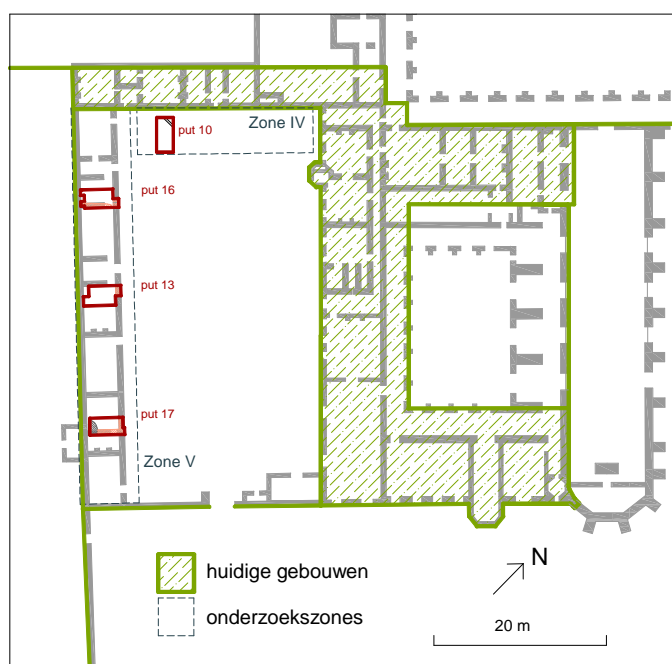 put 10
Zone IV
put 16
put 13
put 17
Zone V
huidige gebouwen
onderzoekszones
N
20 m